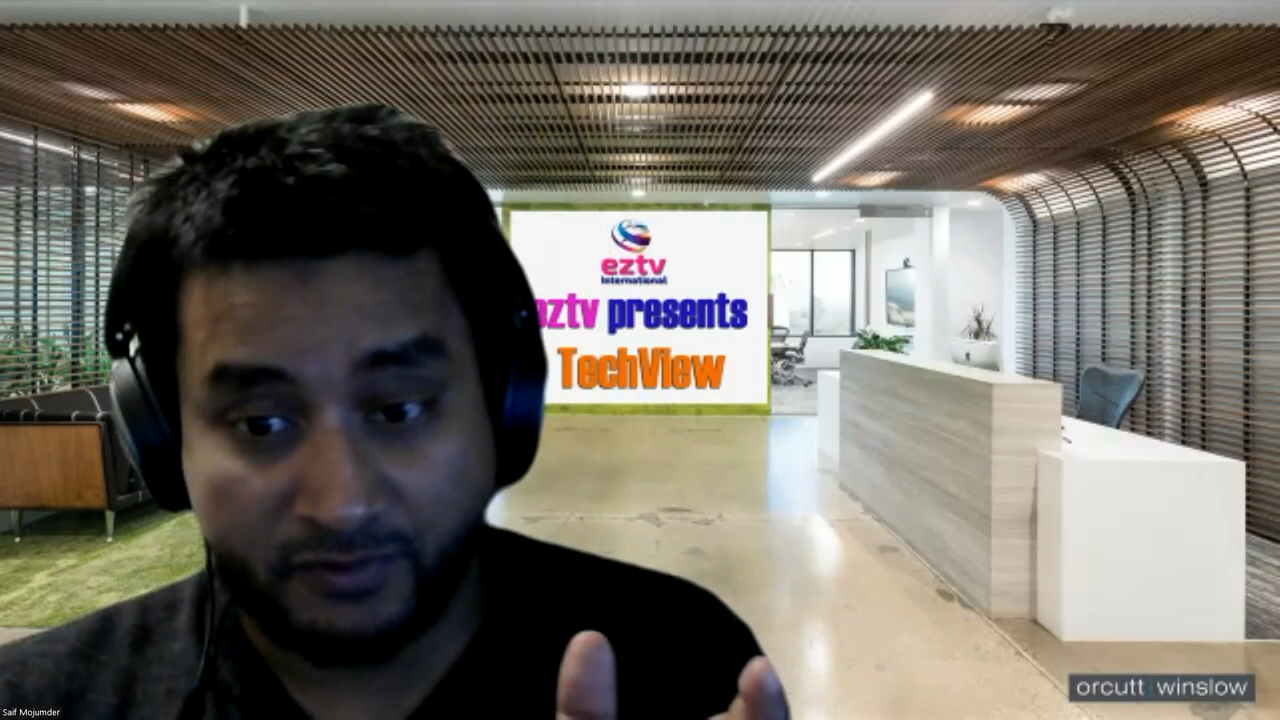 eztv
International
eztv presents
TechView
orcutt winslow
Saif Mojumder